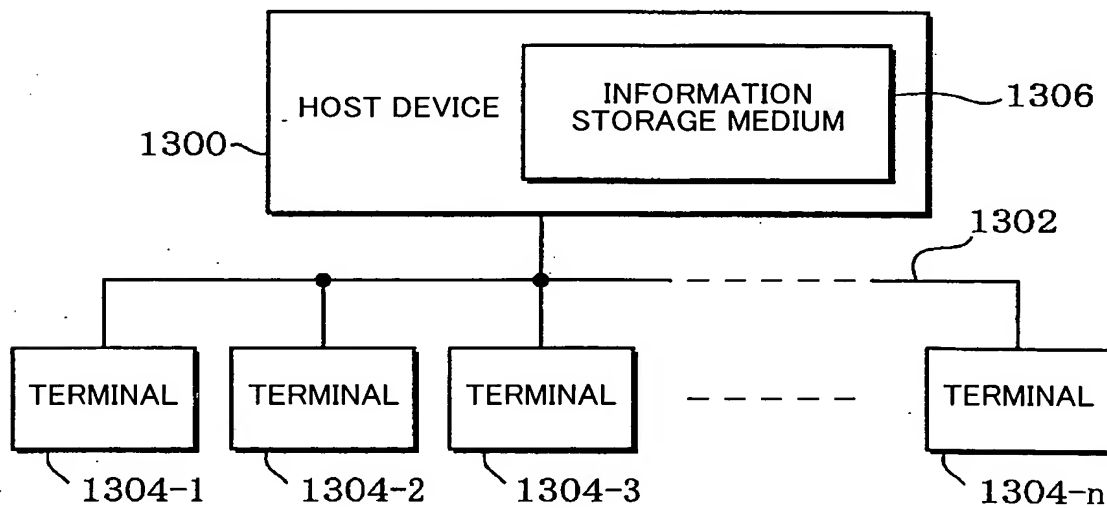 HOST DEVICE
INFORMATION
STORAGE MEDIUM
1306
1300
1302
TERMINAL
TERMINAL
TERMINAL
TERMINAL
1304-1
1304-2
1304-3
1304-n